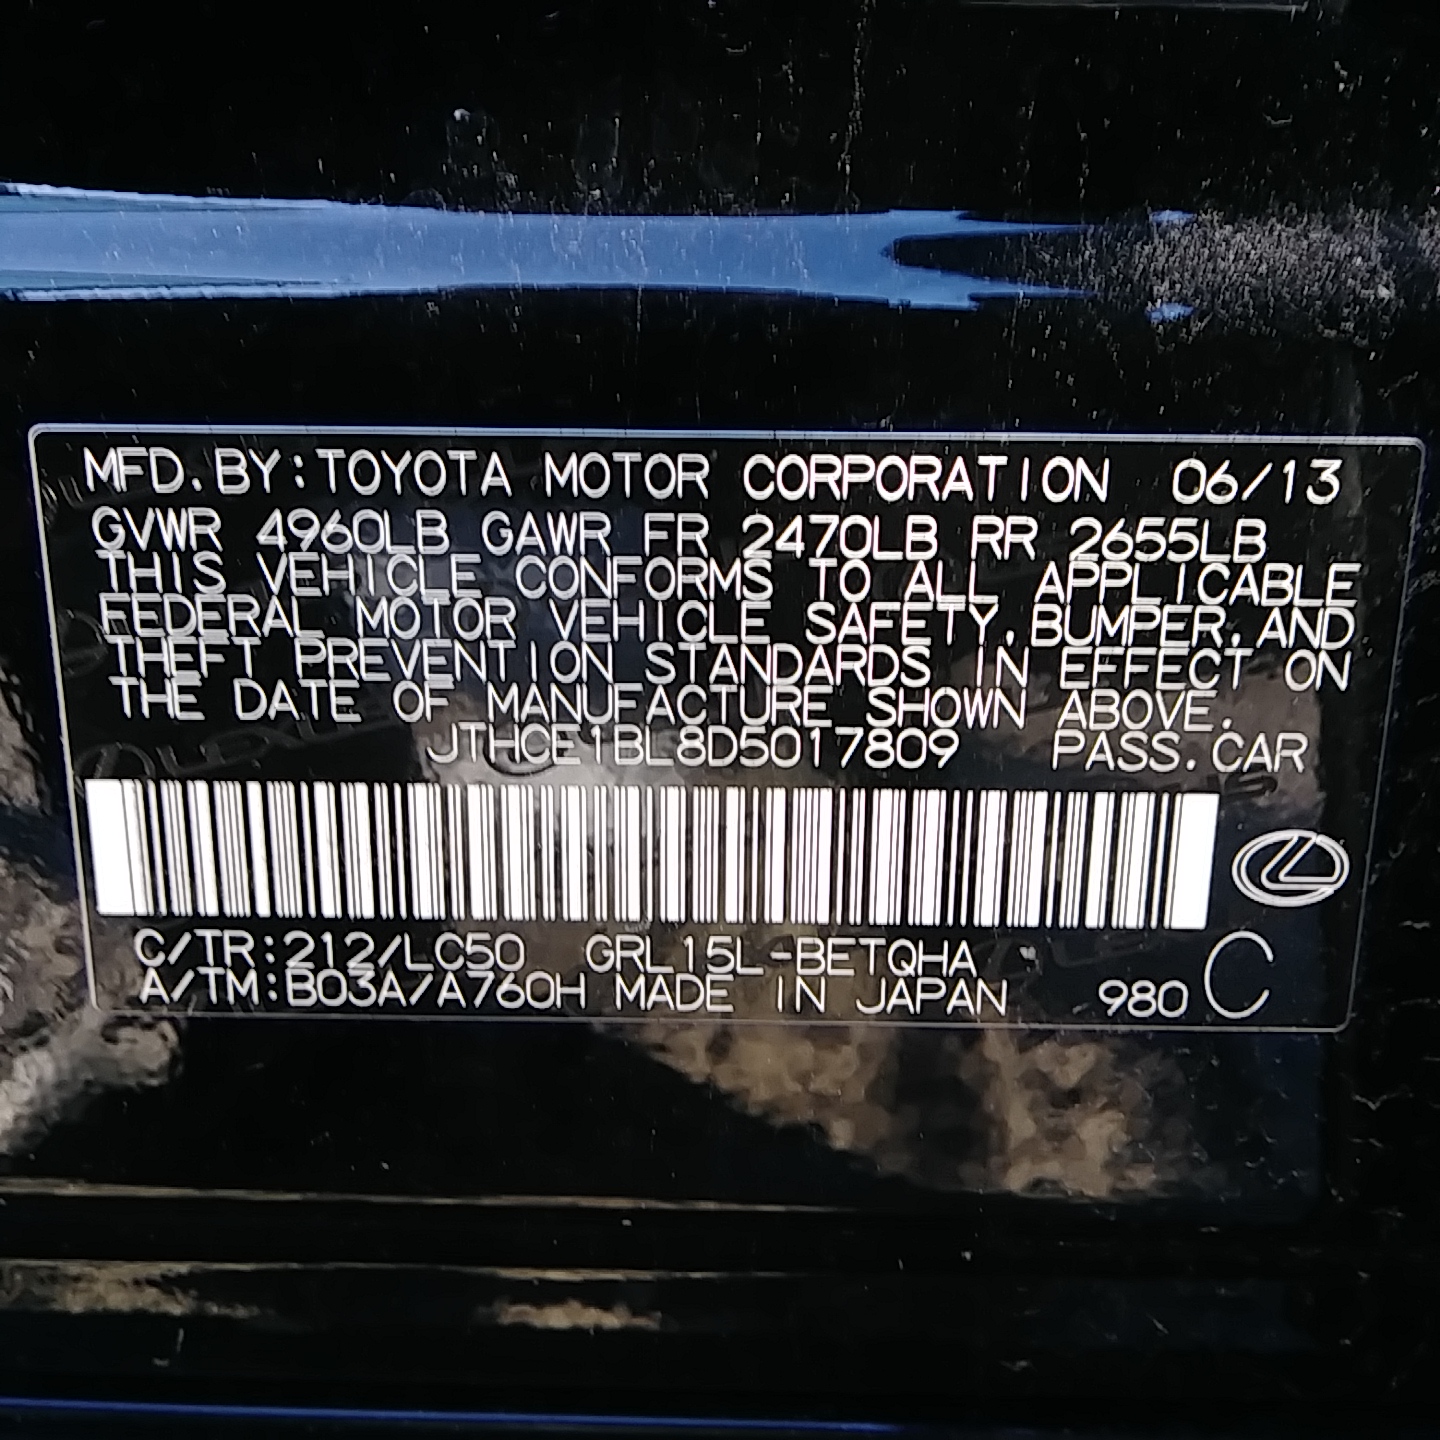 MFD. BY: TOYOTA MOTOR CORPORATION 06/13
GVWR 4960LB GAWR FR 2470LB RR 2655LB
THIS VEHICLE CONFORMS TO ALL APPLICABLE
FEDERAL MOTOR VEHICLE SAFETY, BUMPER, AND
THEFT PREVENTION STANDARDS IN EFFECT ON
THE DATE OF MANUFACTURE SHOWN ABOVE.
JTHCE1BL8D5017809 PASS. CAR
C/TR: 212/LC50 GRL15L-BETQHA
A/TM: B03A/A760H MADE IN JAPAN 980 C